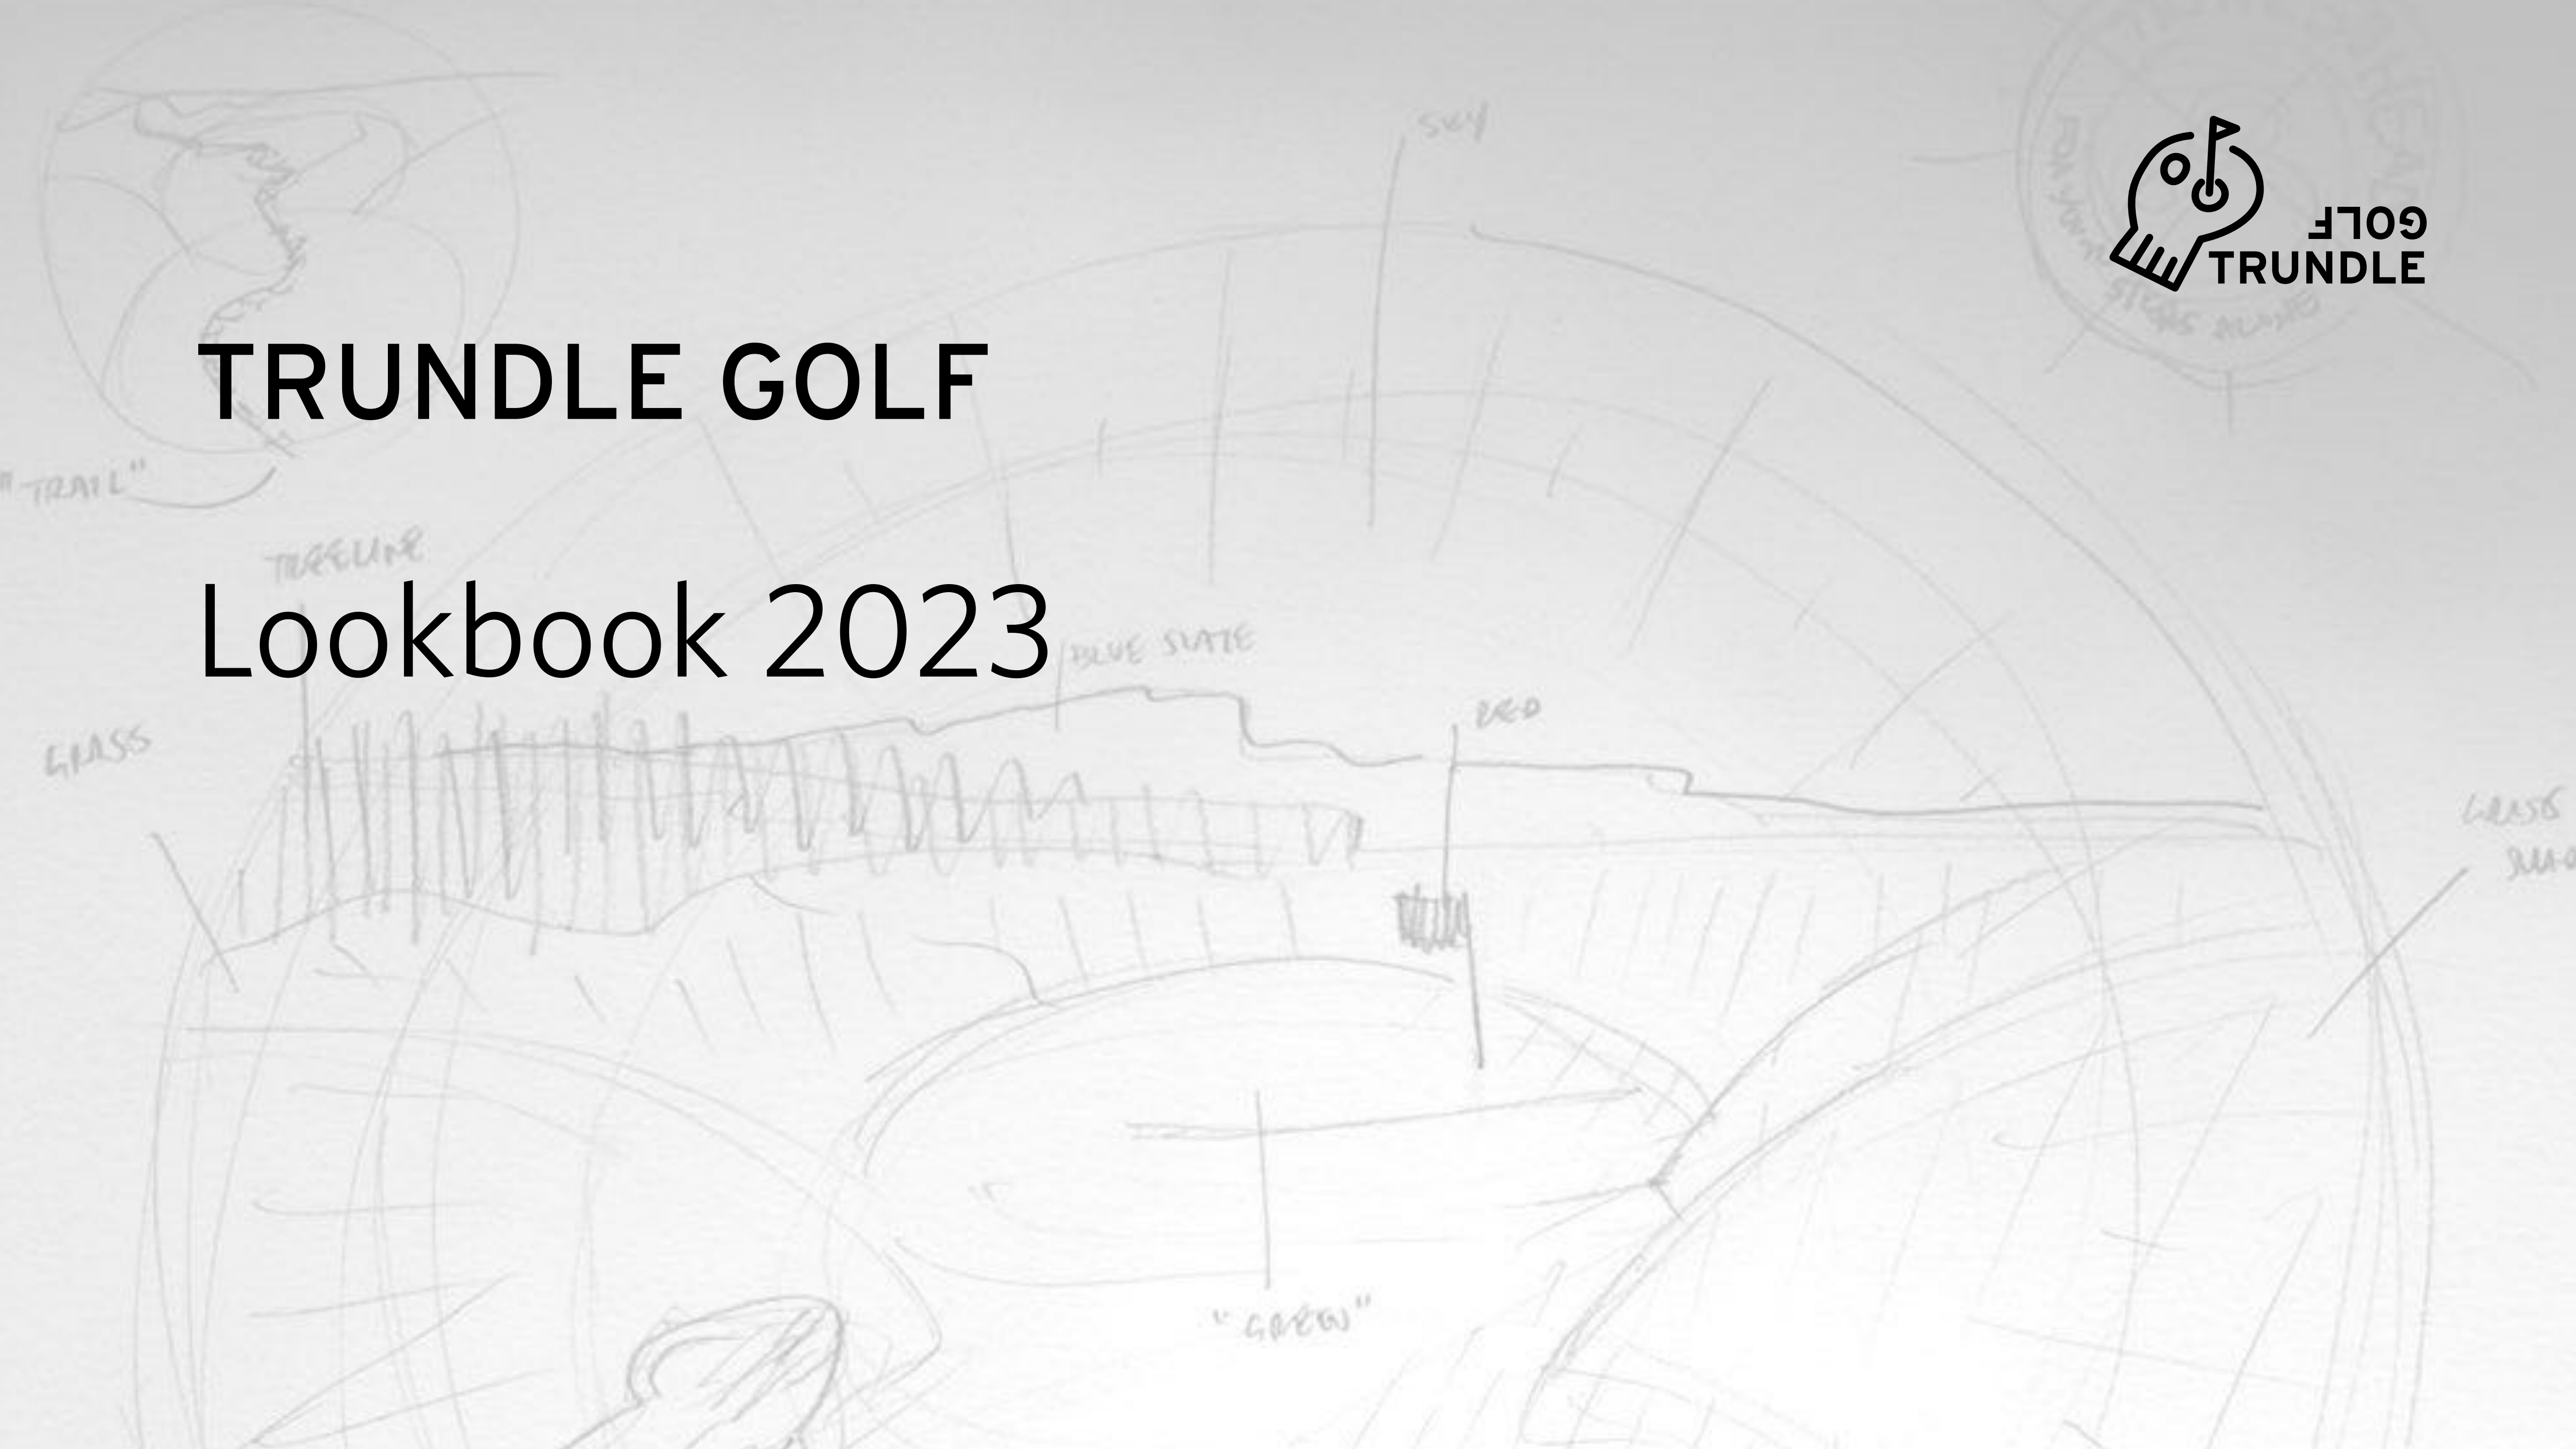 SKY
GOLF
TRUNDLE
TRUNDLE GOLF
"TRAIL"
TREELINE
Lookbook 2023
BLUE SLATE
RED
GRASS
GRASS
"GREEN"